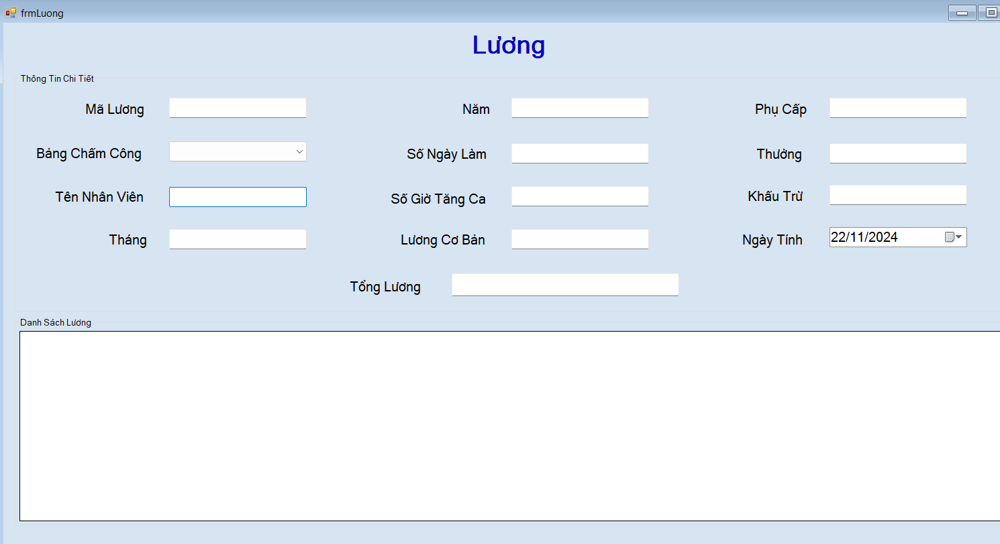 frmLuong
Lương
Thông Tin Chi Tiết
Mã Lương
Năm
Phụ Cấp
Bảng Chấm Công
Số Ngày Làm
Thưởng
Tên Nhân Viên
Số Giờ Tăng Ca
Khấu Trừ
Tháng
Lương Cơ Bản
Ngày Tính
22/11/2024
Tổng Lương
Danh Sách Lương